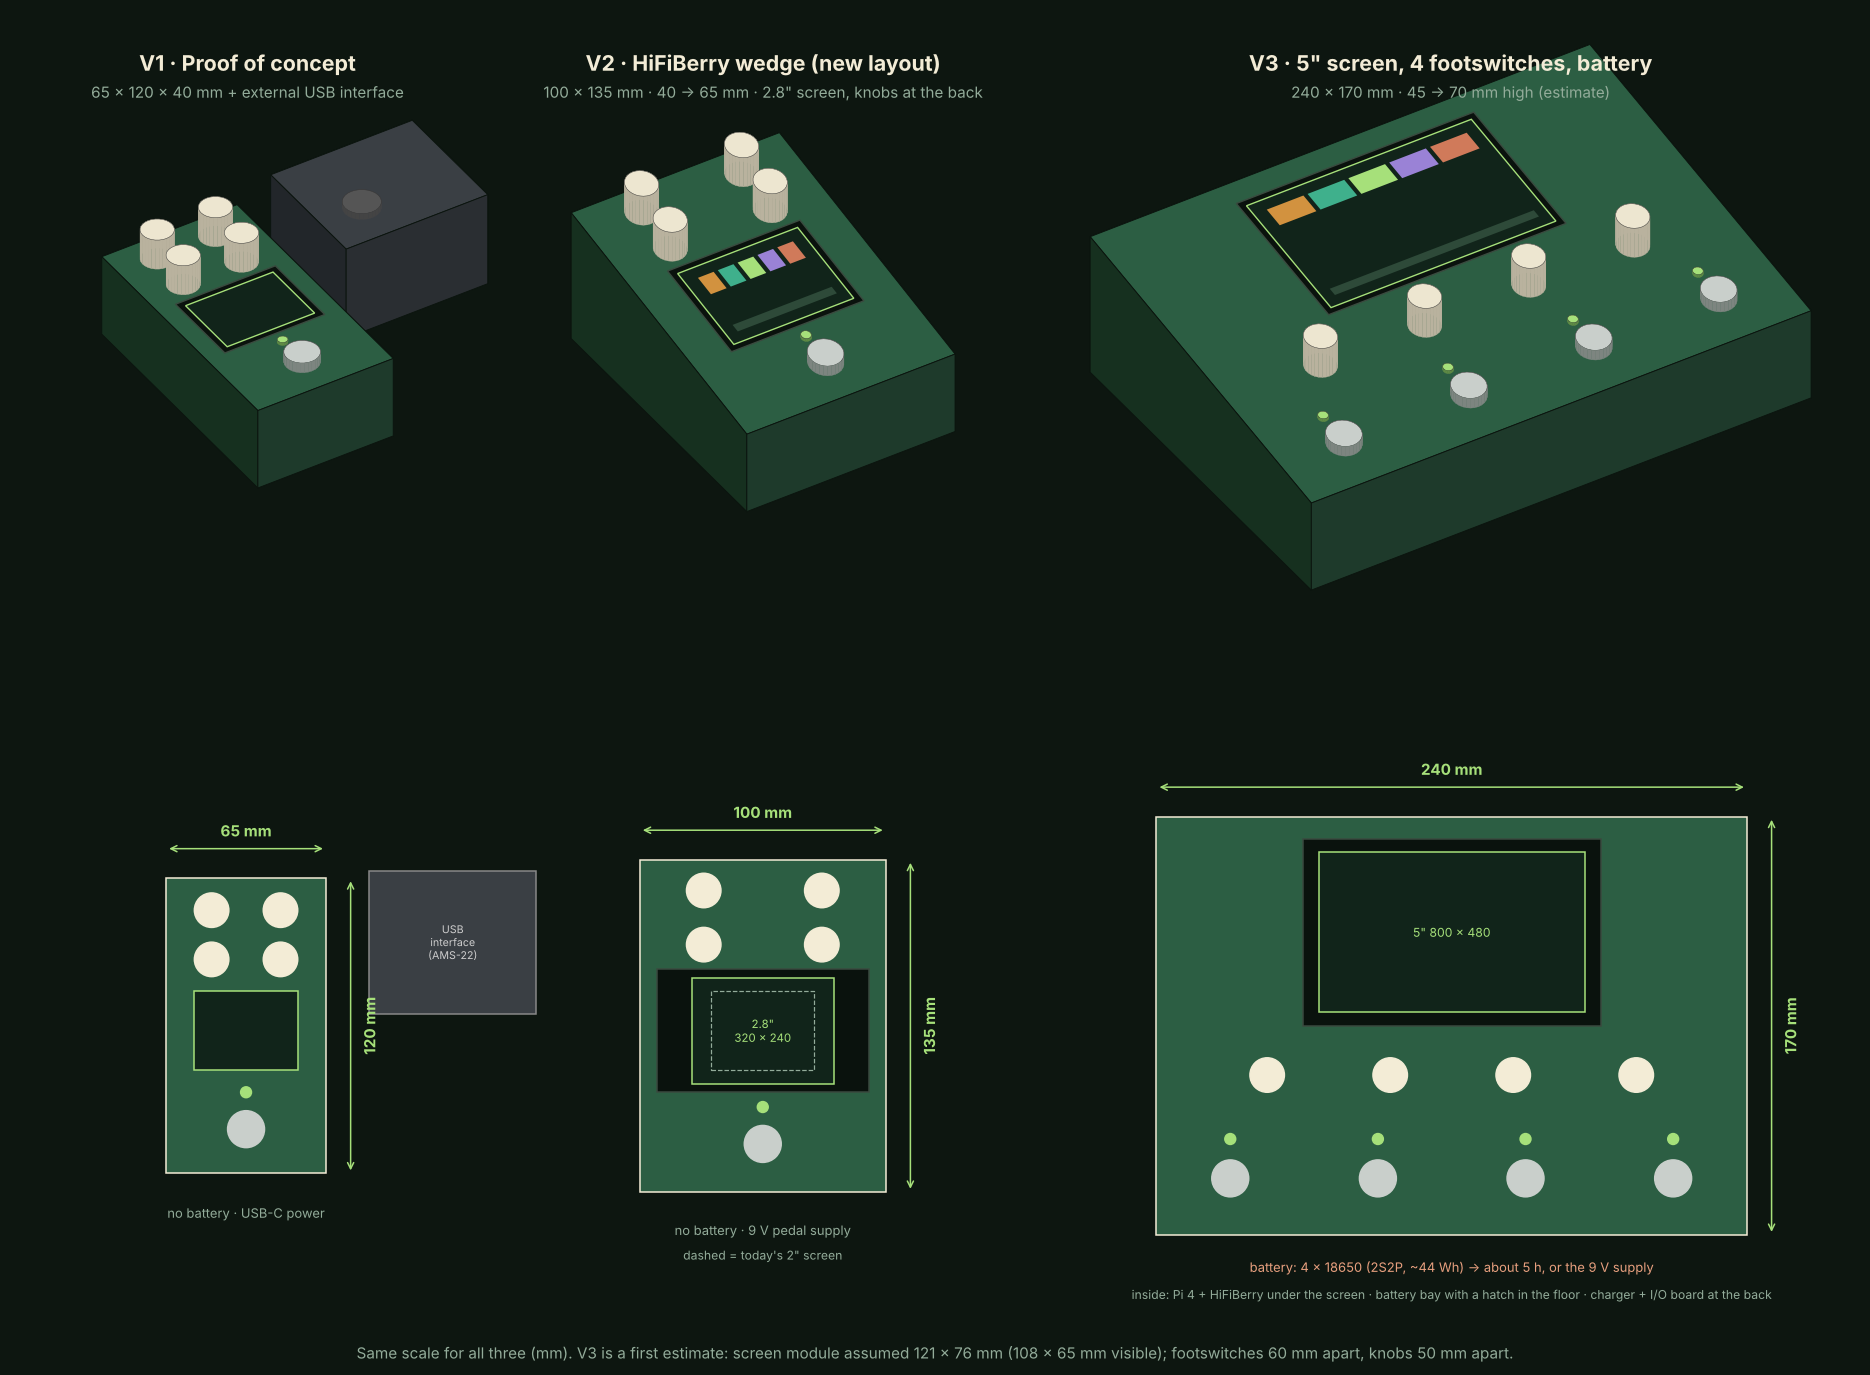 V1 · Proof of concept
65 × 120 × 40 mm + external USB interface
V2 · HiFiBerry wedge (new layout)
100 × 135 mm · 40 → 65 mm · 2.8" screen, knobs at the back
V3 · 5" screen, 4 footswitches, battery
240 × 170 mm · 45 → 70 mm high (estimate)
65 mm
120 mm
USB
interface
(AMS-22)
no battery · USB-C power
100 mm
135 mm
2.8"
320 × 240
no battery · 9 V pedal supply
dashed = today's 2" screen
240 mm
170 mm
5" 800 × 480
battery: 4 × 18650 (2S2P, ~44 Wh) → about 5 h, or the 9 V supply
inside: Pi 4 + HiFiBerry under the screen · battery bay with a hatch in the floor · charger + I/O board at the back
Same scale for all three (mm). V3 is a first estimate: screen module assumed 121 × 76 mm (108 × 65 mm visible); footswitches 60 mm apart, knobs 50 mm apart.